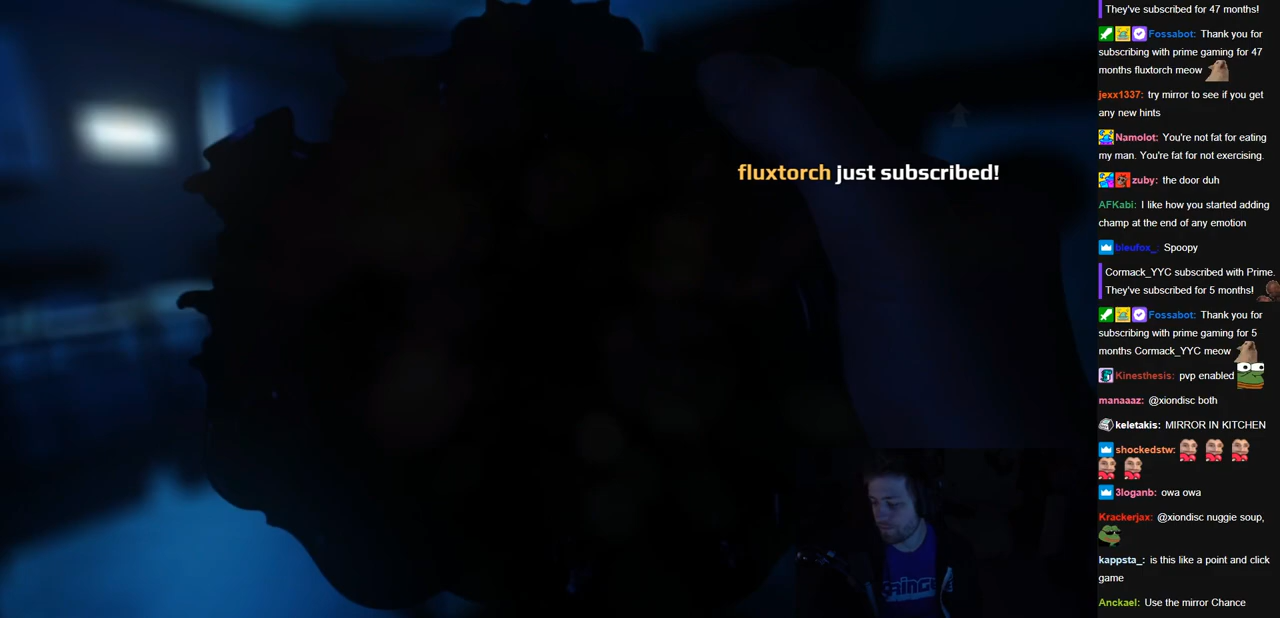 fluxtorch just subscribed!
They've subscribed for 47 months!
Fossabot: Thank you for
subscribing with prime gaming for 47
months fluxtorch meow
jexx1337: try mirror to see if you get
any new hints
Namolot: You're not fat for eating
my man. You're fat for not exercising.
zuby: the door duh
AFKabi: I like how you started adding
champ at the end of any emotion
bleufox_: Spoopy
Cormack_YYC subscribed with Prime.
They've subscribed for 5 months!
Fossabot: Thank you for
subscribing with prime gaming for 5
months Cormack_YYC meow
Kinesthesis: pvp enabled
manaaaz: @xiondisc both
keletakis: MIRROR IN KITCHEN
shockedstw:
3loganb: owa owa
Krackerjax: @xiondisc nuggie soup,
kappsta_: is this like a point and click
game
Anckael: Use the mirror Chance